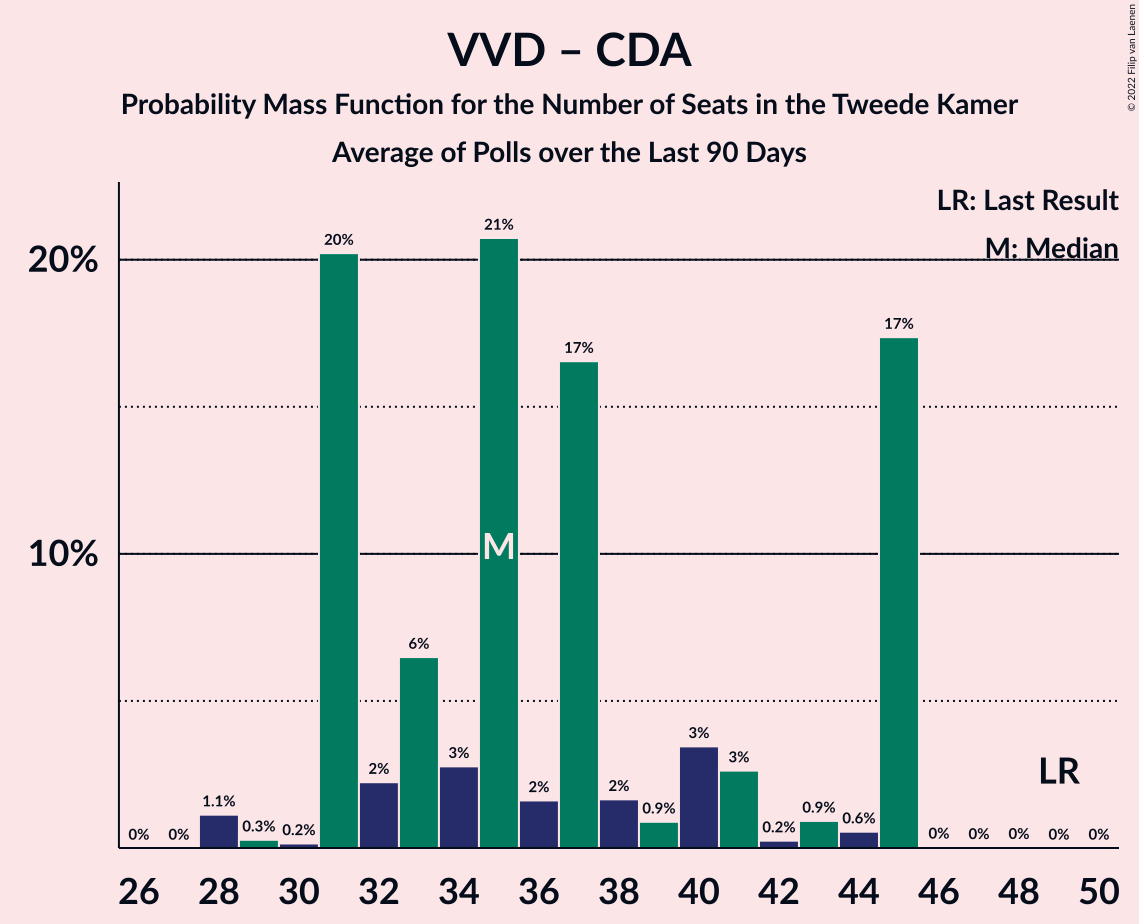 VVD – CDA
Probability Mass Function for the Number of Seats in the Tweede Kamer
Average of Polls over the Last 90 Days
© 2022 Filip van Laenen
LR: Last Result
M: Median
20%
10%
0% 0% 1.1% 0.3% 0.2% 20% 2% 6% 3% 21% 2% 17% 2% 0.9% 3% 3% 0.2% 0.9% 0.6% 17% 0% 0% 0% 0% 0%
M
LR
26 28 30 32 34 36 38 40 42 44 46 48 50